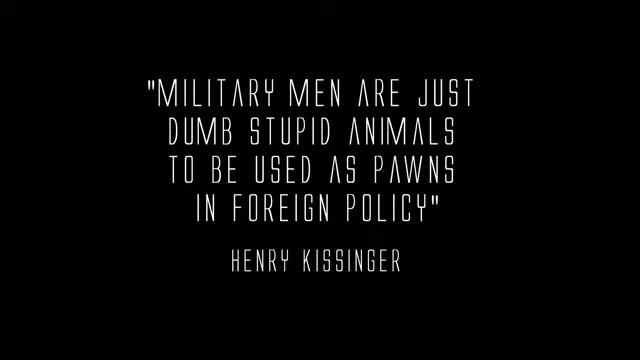 "MILITARY MEN ARE JUST
DUMB STUPID ANIMALS
TO BE USED AS PAWNS
IN FOREIGN POLICY"
HENRY KISSINGER